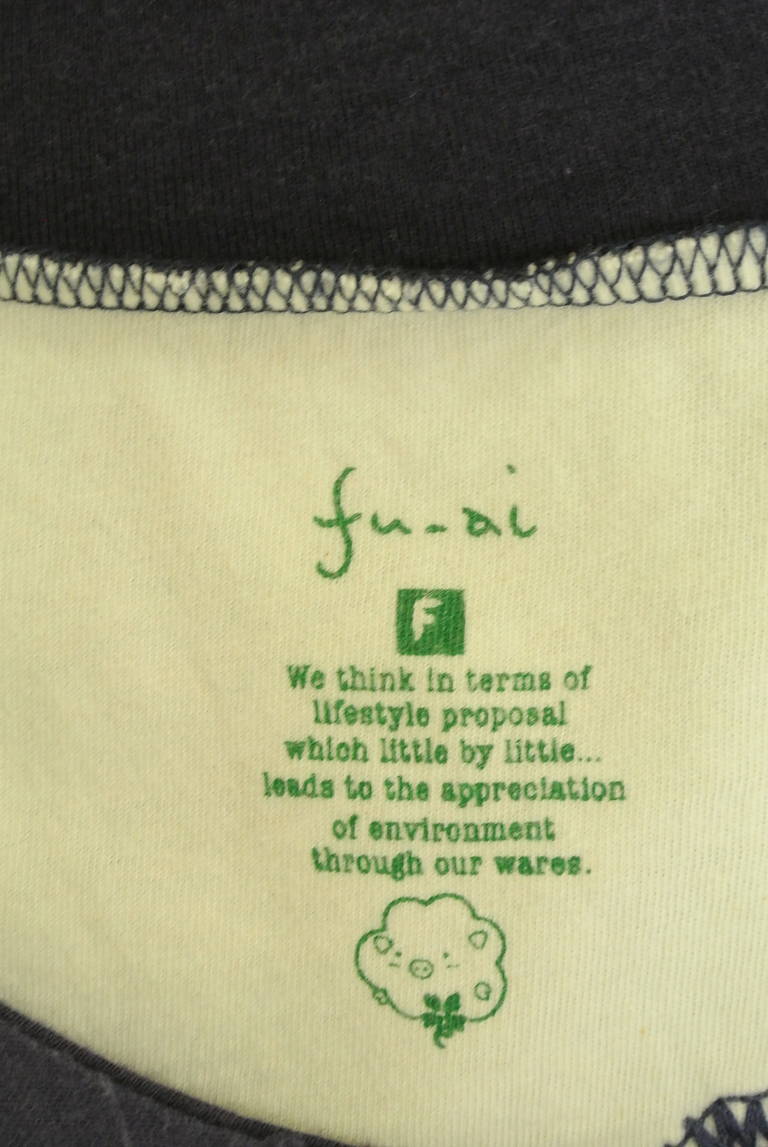 fu-ai
F
We think in terms of
lifestyle proposal
which little by little...
leads to the appreciation
of environment
through our wares.